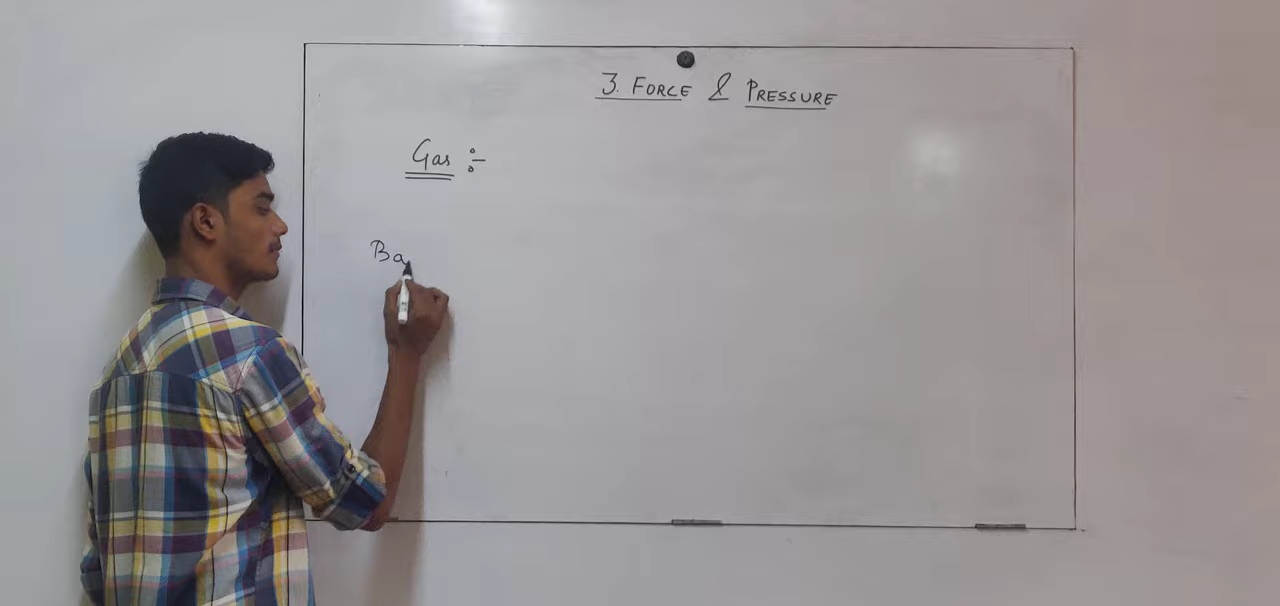 3. FORCE & PRESSURE
Gas :-
Ba